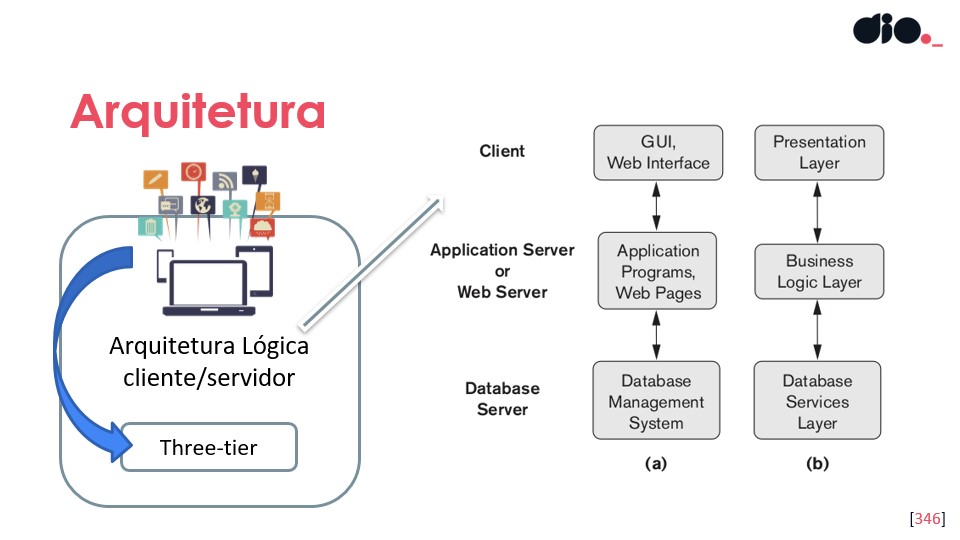 dio._
Arquitetura
Arquitetura Lógica
cliente/servidor
Three-tier
Client
GUI,
Web Interface
Presentation
Layer
Application Server
or
Web Server
Application
Programs,
Web Pages
Business
Logic Layer
Database
Server
Database
Management
System
Database
Services
Layer
(a)
(b)
[346]